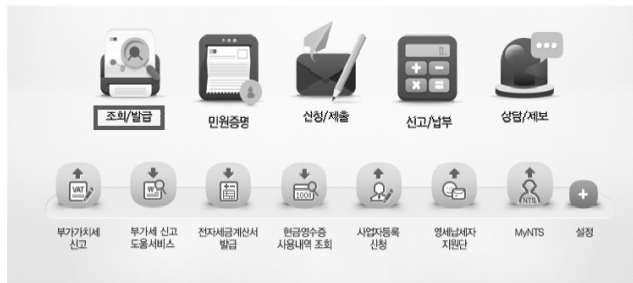 조회/발급
민원증명
신청/제출
신고/납부
상담/제보
VAT
W
1000
NTS
부가가치세
신고
부가세 신고
도움서비스
전자세금계산서
발급
현금영수증
사용내역 조회
사업자등록
신청
영세납세자
지원단
MyNTS
설정